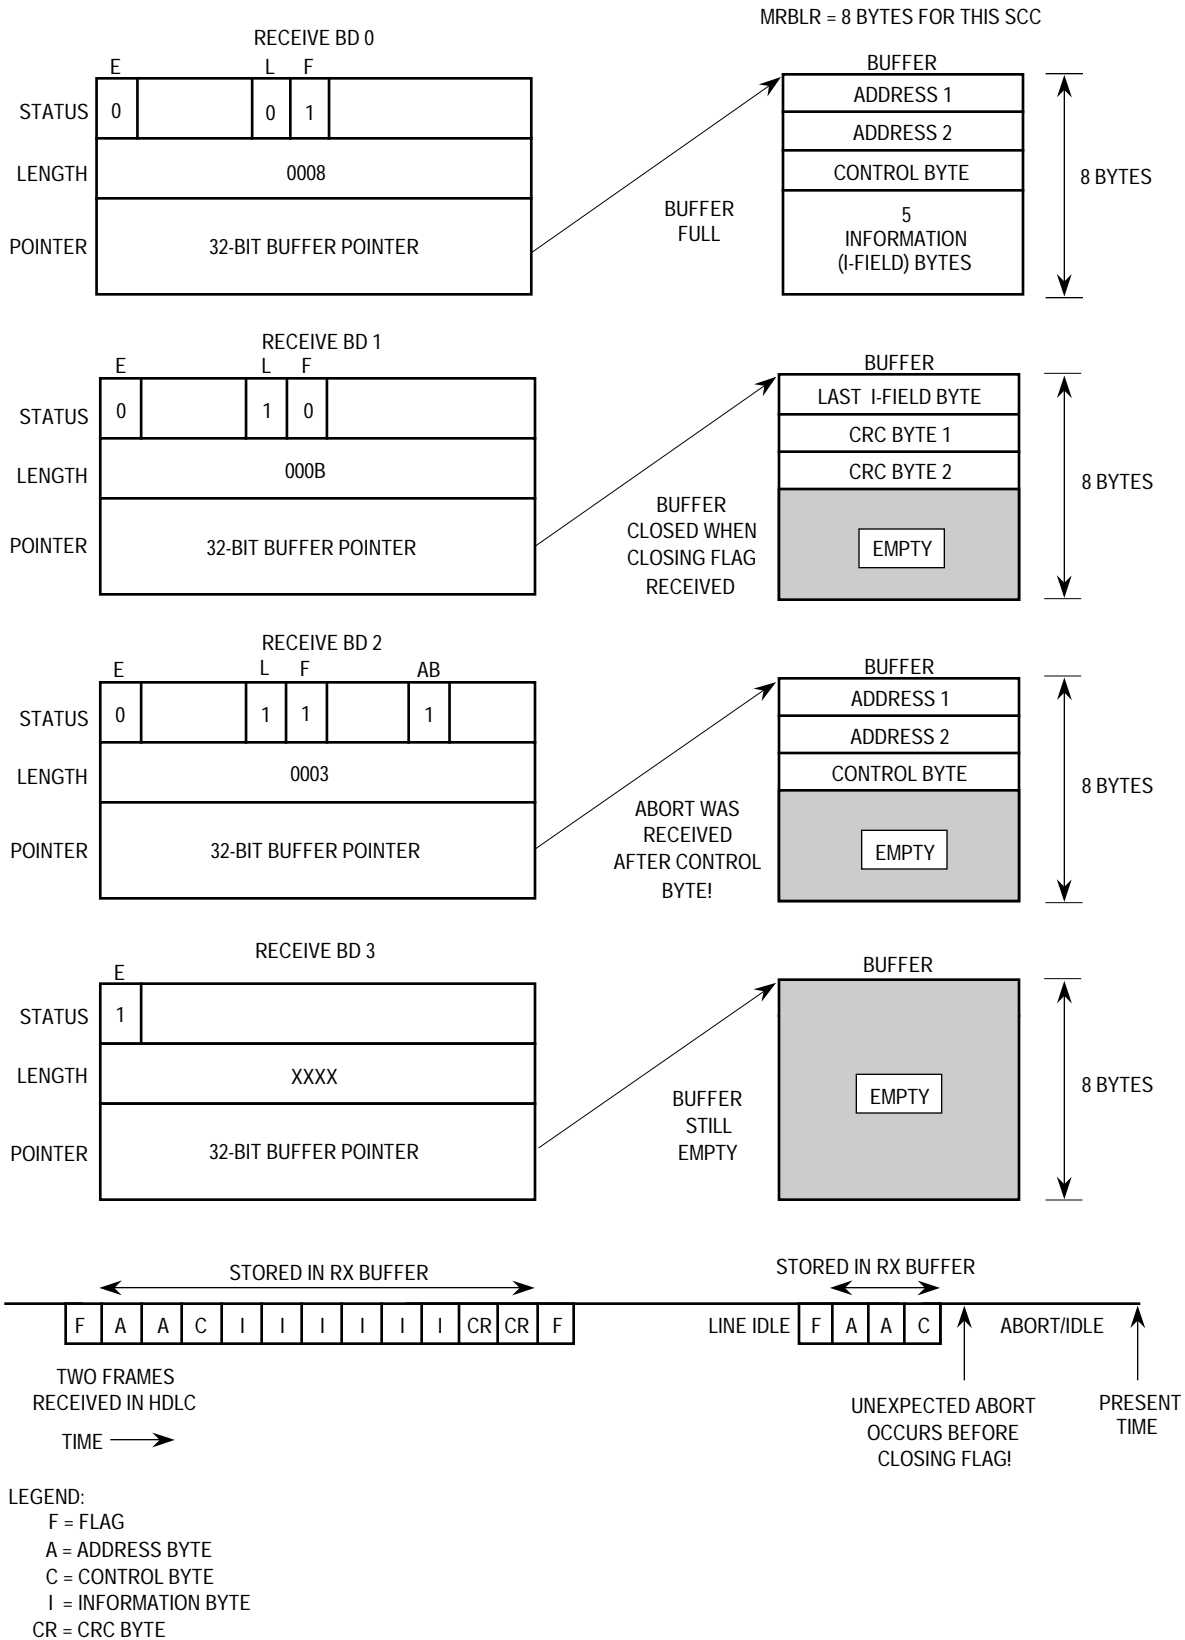 MRBLR = 8 BYTES FOR THIS SCC
RECEIVE BD 0
E L F
STATUS 0 0 1
LENGTH 0008
POINTER 32-BIT BUFFER POINTER
BUFFER
FULL
BUFFER
ADDRESS 1
ADDRESS 2
CONTROL BYTE
5
INFORMATION
(I-FIELD) BYTES
8 BYTES
RECEIVE BD 1
E L F
STATUS 0 1 0
LENGTH 000B
POINTER 32-BIT BUFFER POINTER
BUFFER
CLOSED WHEN
CLOSING FLAG
RECEIVED
BUFFER
LAST I-FIELD BYTE
CRC BYTE 1
CRC BYTE 2
EMPTY
8 BYTES
RECEIVE BD 2
E L F AB
STATUS 0 1 1 1
LENGTH 0003
POINTER 32-BIT BUFFER POINTER
ABORT WAS
RECEIVED
AFTER CONTROL
BYTE!
BUFFER
ADDRESS 1
ADDRESS 2
CONTROL BYTE
EMPTY
8 BYTES
RECEIVE BD 3
E
STATUS 1
LENGTH XXXX
POINTER 32-BIT BUFFER POINTER
BUFFER
STILL
EMPTY
BUFFER
EMPTY
8 BYTES
STORED IN RX BUFFER
STORED IN RX BUFFER
F A A C I I I I I I CR CR F LINE IDLE F A A C ABORT/IDLE
TWO FRAMES
RECEIVED IN HDLC
TIME
UNEXPECTED ABORT
OCCURS BEFORE
CLOSING FLAG!
PRESENT
TIME
LEGEND:
F = FLAG
A = ADDRESS BYTE
C = CONTROL BYTE
I = INFORMATION BYTE
CR = CRC BYTE